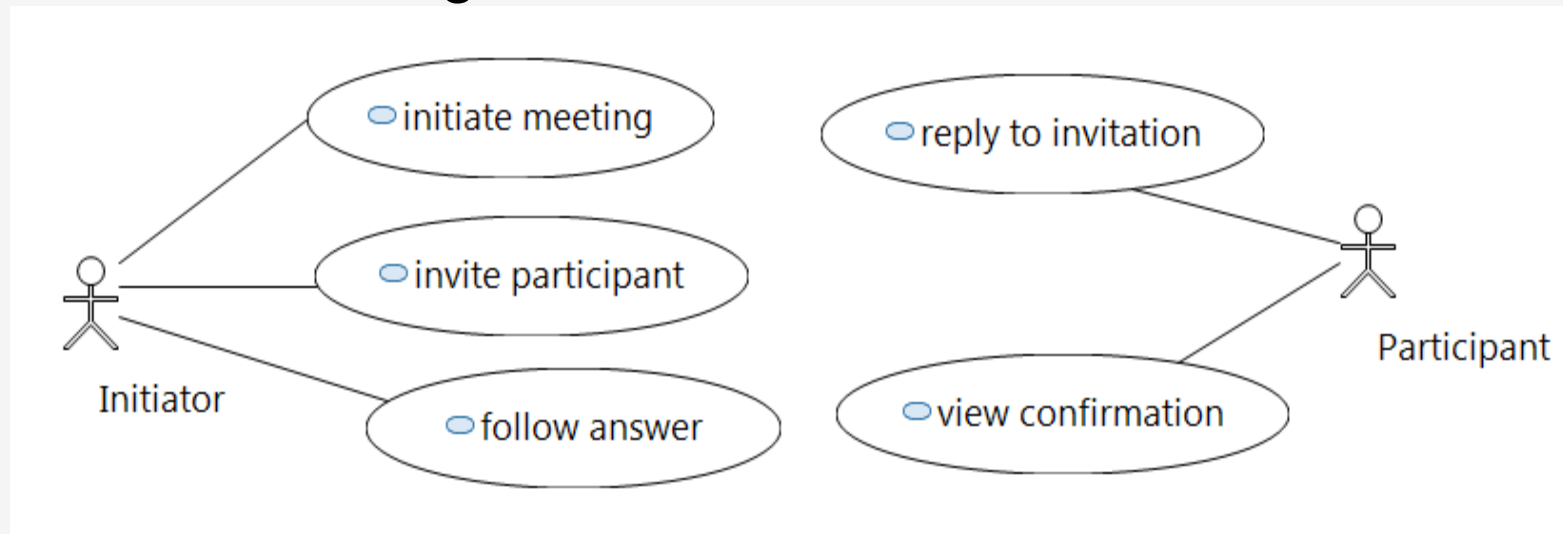 initiate meeting
reply to invitation
invite participant
Participant
Initiator
follow answer
view confirmation